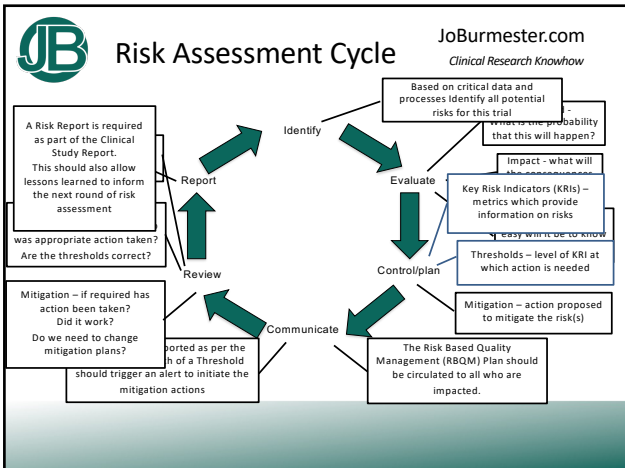 JB
Risk Assessment Cycle
JoBurmester.com
Clinical Research Knowhow
Based on critical data and
processes Identify all potential
risks for this trial
Identify
What is the probability
that this will happen?
Evaluate
Impact - what will
the consequences
easy will it be to know
Key Risk Indicators (KRIs) –
metrics which provide
information on risks
Thresholds – level of KRI at
which action is needed
Control/plan
Mitigation – action proposed
to mitigate the risk(s)
The Risk Based Quality
Management (RBQM) Plan should
be circulated to all who are
impacted.
Communicate
as per the
of a Threshold
should trigger an alert to initiate the
mitigation actions
Mitigation – if required has
action been taken?
Did it work?
Do we need to change
mitigation plans?
Review
was appropriate action taken?
Are the thresholds correct?
A Risk Report is required
as part of the Clinical
Study Report.
This should also allow
lessons learned to inform
the next round of risk
assessment
Report